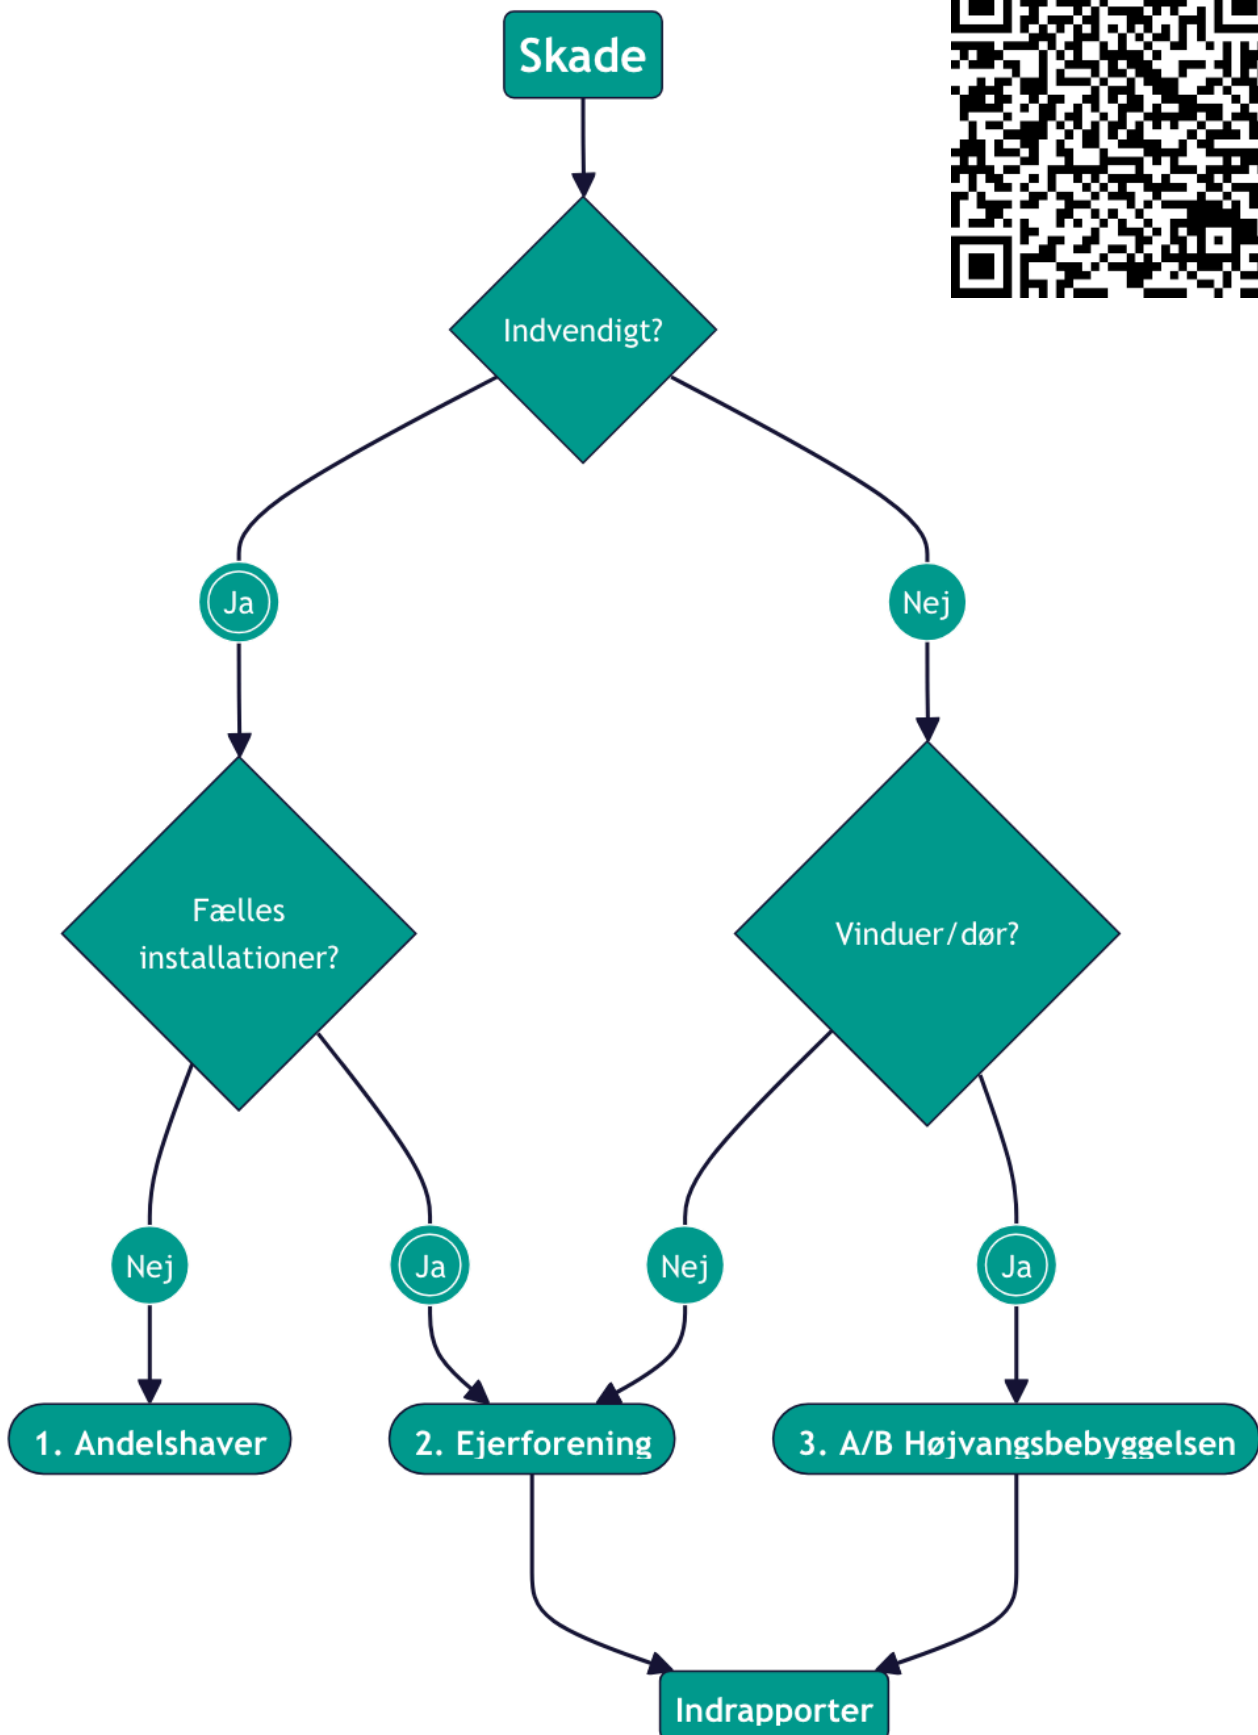 Skade
Indvendigt?
Ja
Nej
Fælles
installationer?
Vinduer/dør?
Nej
Ja
Nej
Ja
1. Andelshaver
2. Ejerforening
3. A/B Højvangsbebyggelsen
Indrapporter